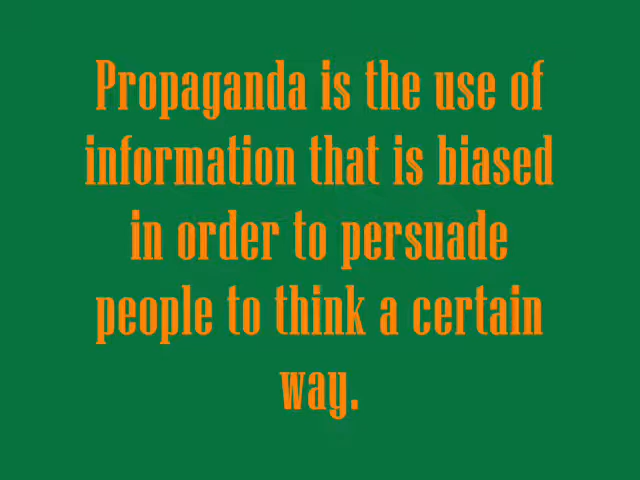 Propaganda is the use of
information that is biased
in order to persuade
people to think a certain
way.